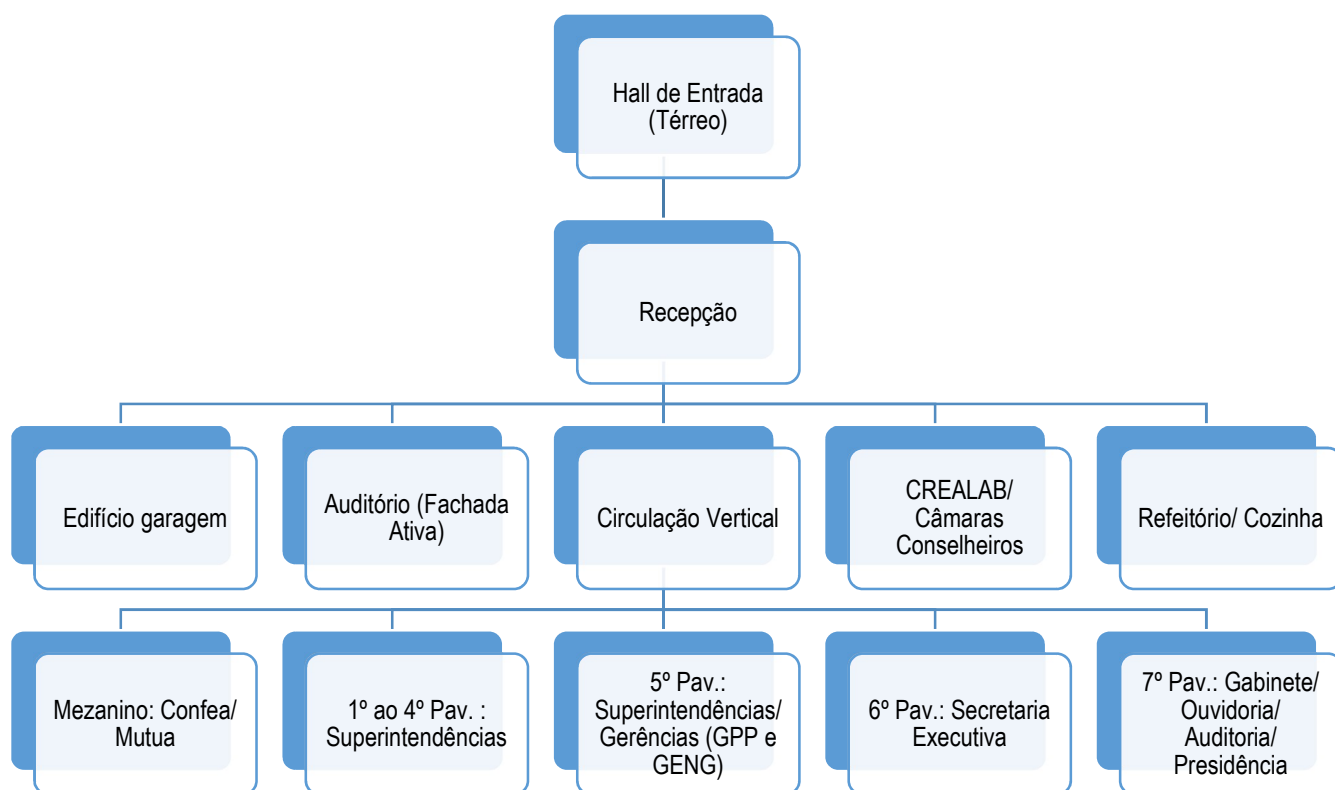 Hall de Entrada
(Térreo)
Recepção
Edifício garagem
Auditório (Fachada
Ativa)
Circulação Vertical
CREALAB/
Câmaras
Conselheiros
Refeitório/ Cozinha
Mezanino: Confea/
Mutua
1º ao 4º Pav. :
Superintendências
5º Pav.:
Superintendências/
Gerências (GPP e
GENG)
6º Pav.: Secretaria
Executiva
7º Pav.: Gabinete/
Ouvidoria/
Auditoria/
Presidência